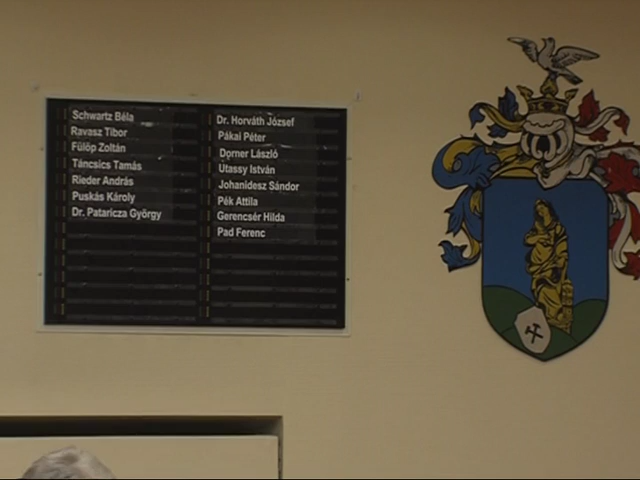 Schwartz Béla
Ravasz Tibor
Fülöp Zoltán
Táncsics Tamás
Rieder András
Puskás Károly
Dr. Pataricza György
Dr. Horváth József
Pákai Péter
Dorner László
Utassy István
Johanidesz Sándor
Pék Attila
Gerencsér Hilda
Pad Ferenc